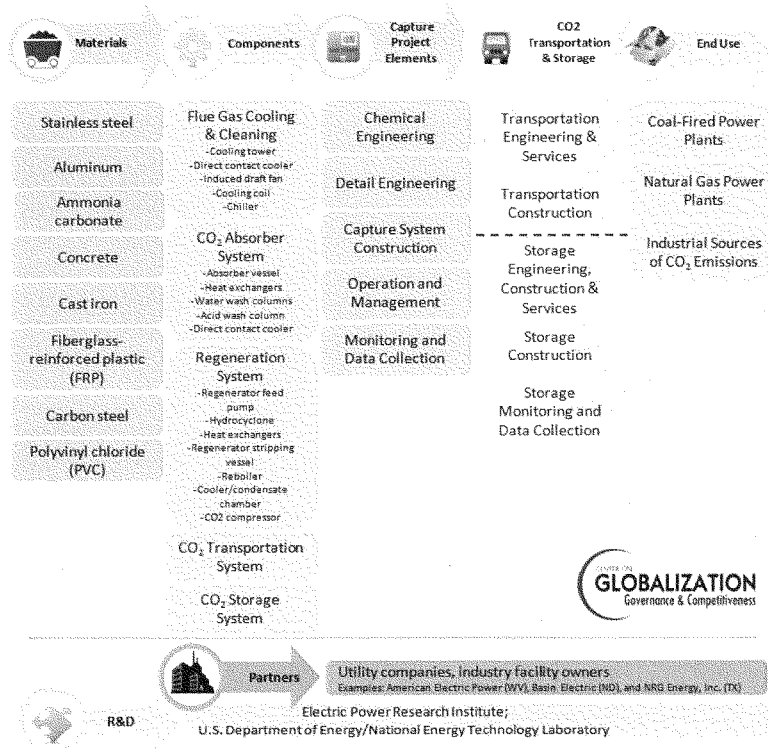 Materials
Components
Capture
Project
Elements
CO2
Transportation
& Storage
End Use
Stainless steel
Aluminum
Ammonia
carbonate
Concrete
Cast iron
Fiberglass-
reinforced plastic
(FRP)
Carbon steel
Polyvinyl chloride
(PVC)
Flue Gas Cooling
& Cleaning
-Cooling tower
-Direct contact cooler
-Induced draft fan
-Cooling coil
-Chiller
CO₂ Absorber
System
-Absorber vessel
-Heat exchangers
-Water wash columns
-Acid wash column
-Direct contact cooler
Regeneration
System
-Regenerator feed
pump
-Hydrocyclone
-Heat exchangers
-Regenerator stripping
vessel
-Reboiler
-Cooler/condensate
chamber
-CO2 compressor
CO₂ Transportation
System
CO₂ Storage
System
Chemical
Engineering
Detail Engineering
Capture System
Construction
Operation and
Management
Monitoring and
Data Collection
Transportation
Engineering &
Services
Transportation
Construction
Storage
Engineering,
Construction &
Services
Storage
Construction
Storage
Monitoring and
Data Collection
Coal-Fired Power
Plants
Natural Gas Power
Plants
Industrial Sources
of CO₂ Emissions
CENTER ON
GLOBALIZATION
Governance & Competitiveness
Partners
Utility companies, industry facility owners
Examples: American Electric Power (WV), Basin Electric (ND), and NRG Energy, Inc. (TX)
R&D
Electric Power Research Institute;
U.S. Department of Energy/National Energy Technology Laboratory